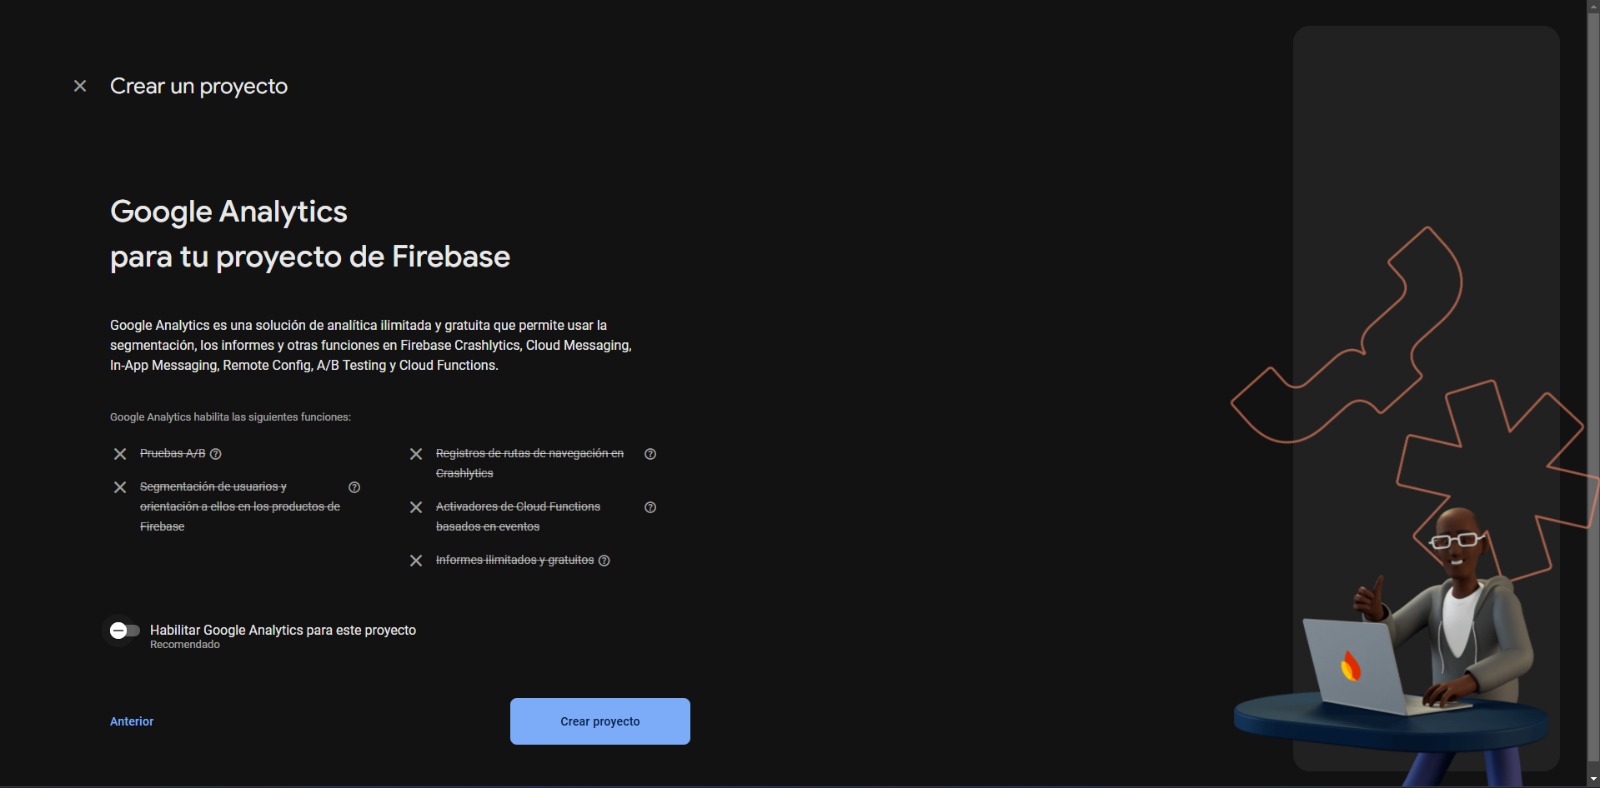 Crear un proyecto
Google Analytics
para tu proyecto de Firebase
Google Analytics es una solución de analítica ilimitada y gratuita que permite usar la
segmentación, los informes y otras funciones en Firebase Crashlytics, Cloud Messaging,
In-App Messaging, Remote Config, A/B Testing y Cloud Functions.
Google Analytics habilita las siguientes funciones:
Pruebas A/B
Segmentación de usuarios y
orientación a ellos en los productos de
Firebase
Registros de rutas de navegación en
Crashlytics
Activadores de Cloud Functions
basados en eventos
Informes ilimitados y gratuitos
Habilitar Google Analytics para este proyecto
Recomendado
Anterior
Crear proyecto